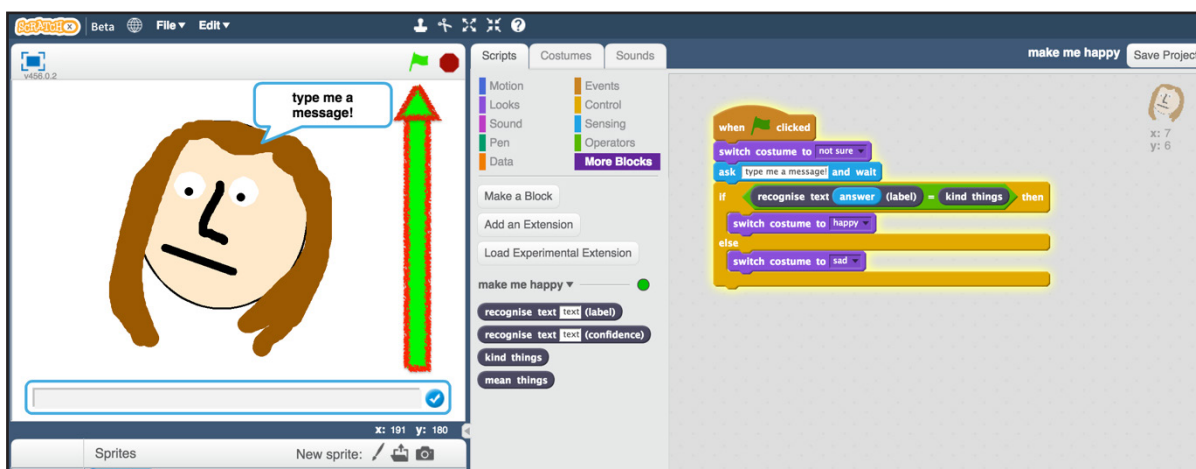 SCRATCHX Beta File Edit
v456.0.2
type me a
message!
x: 191 y: 180
Sprites New sprite:
Scripts Costumes Sounds
Motion Events
Looks Control
Sound Sensing
Pen Operators
Data More Blocks
Make a Block
Add an Extension
Load Experimental Extension
make me happy
recognise text text (label)
recognise text text (confidence)
kind things
mean things
make me happy Save Project
when clicked
switch costume to not sure
ask type me a message! and wait
if recognise text answer (label) = kind things then
switch costume to happy
else
switch costume to sad
x: 7
y: 6